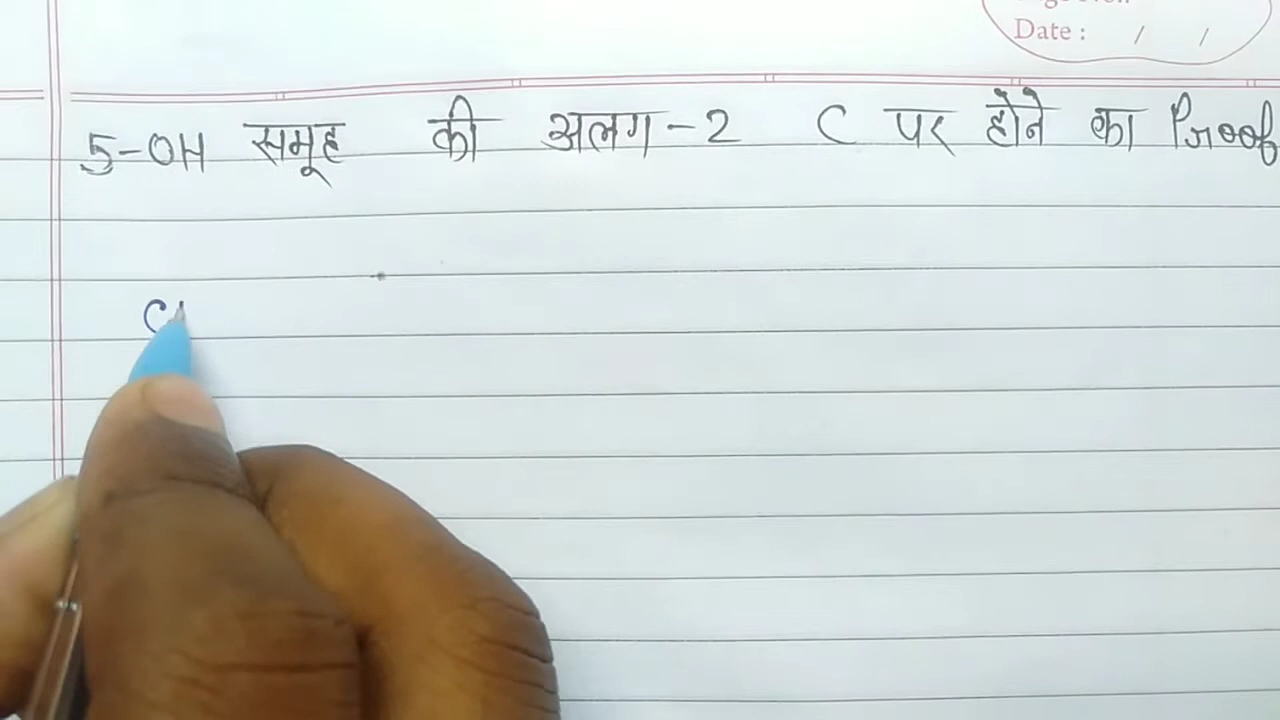 Date : / /
5-OH समूह की अलग-2 C पर होने का Proof
C